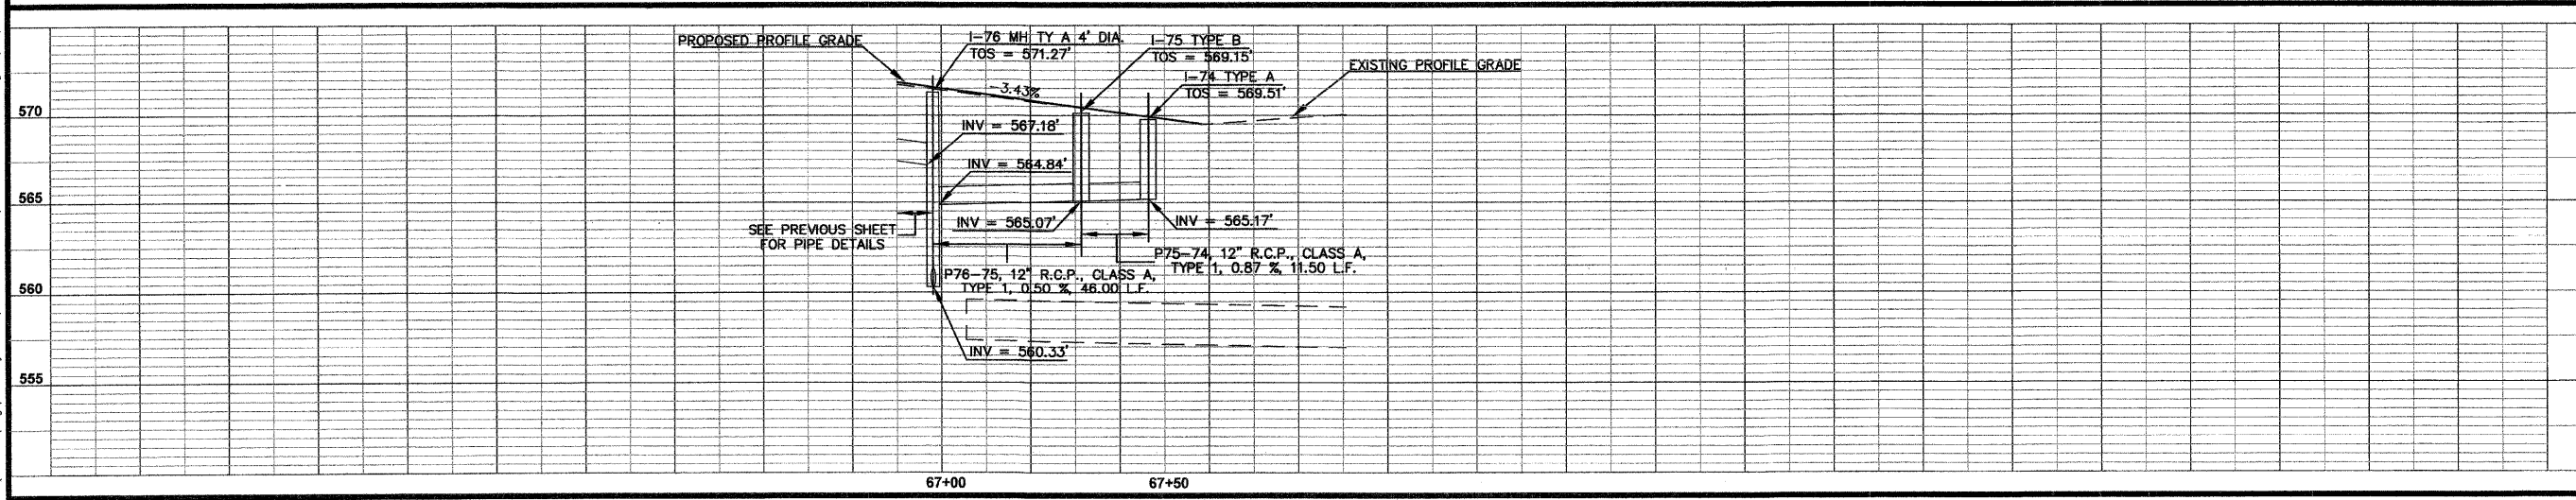 PROPOSED PROFILE GRADE
I-76 MH TY A 4' DIA.
TOS = 571.27'
I-75 TYPE B
TOS = 569.15'
I-74 TYPE A
TOS = 569.51'
EXISTING PROFILE GRADE
-3.43%
570
INV = 567.18'
INV = 564.84'
565
INV = 565.07'
INV = 565.17'
SEE PREVIOUS SHEET
FOR PIPE DETAILS
P75-74, 12" R.C.P., CLASS A,
TYPE 1, 0.87 %, 11.50 L.F.
P76-75, 12" R.C.P., CLASS A,
TYPE 1, 0.50 %, 46.00 L.F.
560
INV = 560.33'
555
67+00
67+50